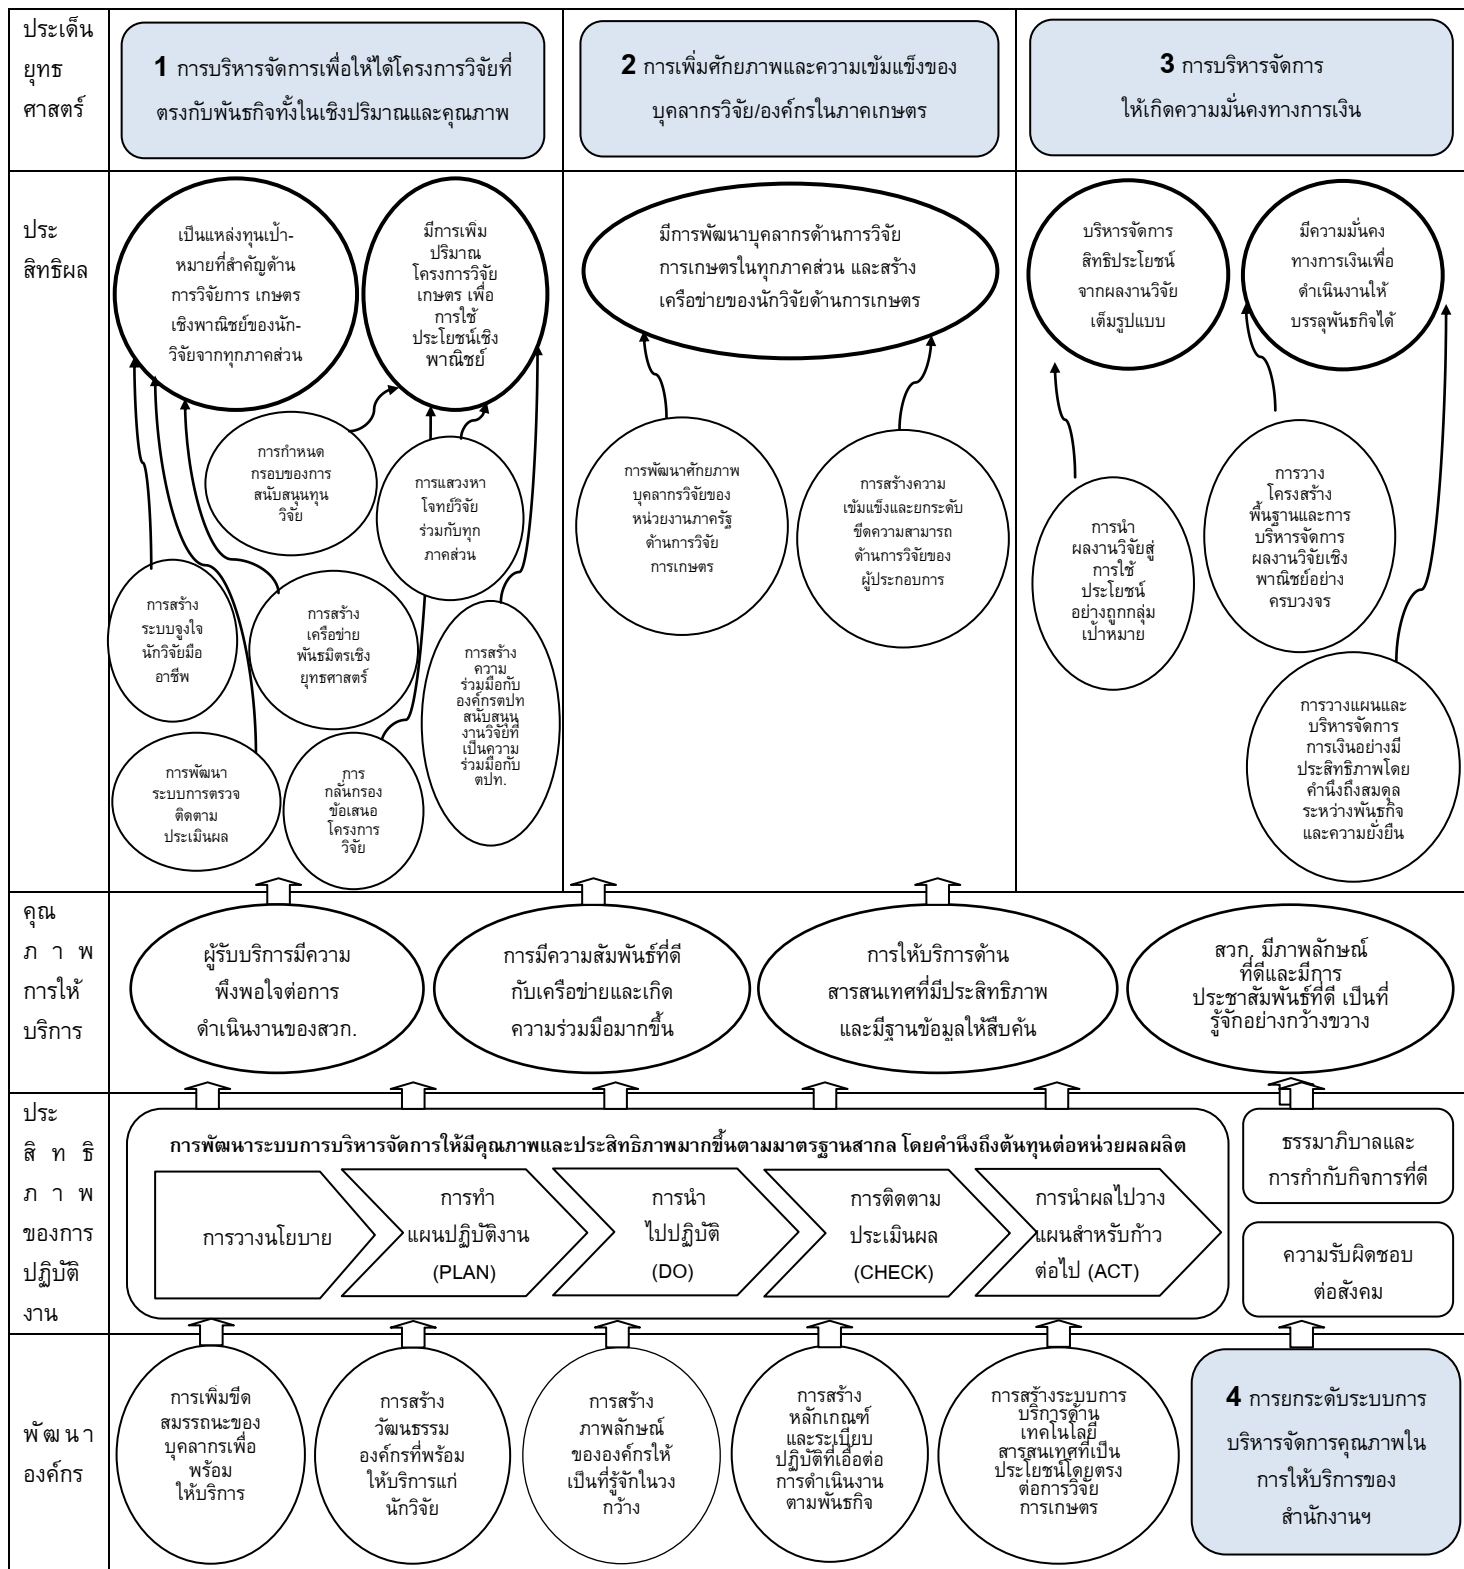 ประเด็น
ยุทธ
ศาสตร์
1 การบริหารจัดการเพื่อให้ได้โครงการวิจัยที่
ตรงกับพันธกิจทั้งในเชิงปริมาณและคุณภาพ
2 การเพิ่มศักยภาพและความเข้มแข็งของ
บุคลากรวิจัย/องค์กรในภาคเกษตร
3 การบริหารจัดการ
ให้เกิดความมั่นคงทางการเงิน
ประ
สิทธิผล
เป็นแหล่งทุนเป้า-
หมายที่สำคัญด้าน
การวิจัยการ เกษตร
เชิงพาณิชย์ของนัก-
วิจัยจากทุกภาคส่วน
มีการเพิ่ม
ปริมาณ
โครงการวิจัย
เกษตร เพื่อ
การใช้
ประโยชน์เชิง
พาณิชย์
มีการพัฒนาบุคลากรด้านการวิจัย
การเกษตรในทุกภาคส่วน และสร้าง
เครือข่ายของนักวิจัยด้านการเกษตร
บริหารจัดการ
สิทธิประโยชน์
จากผลงานวิจัย
เต็มรูปแบบ
มีความมั่นคง
ทางการเงินเพื่อ
ดำเนินงานให้
บรรลุพันธกิจได้
การกำหนด
กรอบของการ
สนับสนุนทุน
วิจัย
การแสวงหา
โจทย์วิจัย
ร่วมกับทุก
ภาคส่วน
การสร้าง
ระบบจูงใจ
นักวิจัยมือ
อาชีพ
การสร้าง
เครือข่าย
พันธมิตรเชิง
ยุทธศาสตร์
การสร้าง
ความ
ร่วมมือกับ
องค์กรตปท
สนับสนุน
งานวิจัยที่
เป็นความ
ร่วมมือกับ
ตปท.
การพัฒนา
ระบบการตรวจ
ติดตาม
ประเมินผล
การ
กลั่นกรอง
ข้อเสนอ
โครงการ
วิจัย
การพัฒนาศักยภาพ
บุคลากรวิจัยของ
หน่วยงานภาครัฐ
ด้านการวิจัย
การเกษตร
การสร้างความ
เข้มแข็งและยกระดับ
ขีดความสามารถ
ด้านการวิจัยของ
ผู้ประกอบการ
การนำ
ผลงานวิจัยสู่
การใช้
ประโยชน์
อย่างถูกกลุ่ม
เป้าหมาย
การวาง
โครงสร้าง
พื้นฐานและการ
บริหารจัดการ
ผลงานวิจัยเชิง
พาณิชย์อย่าง
ครบวงจร
การวางแผนและ
บริหารจัดการ
การเงินอย่างมี
ประสิทธิภาพโดย
คำนึงถึงสมดุล
ระหว่างพันธกิจ
และความยั่งยืน
คุณ
ภ า พ
การให้
บริการ
ผู้รับบริการมีความ
พึงพอใจต่อการ
ดำเนินงานของสวก.
การมีความสัมพันธ์ที่ดี
กับเครือข่ายและเกิด
ความร่วมมือมากขึ้น
การให้บริการด้าน
สารสนเทศที่มีประสิทธิภาพ
และมีฐานข้อมูลให้สืบค้น
สวก. มีภาพลักษณ์
ที่ดีและมีการ
ประชาสัมพันธ์ที่ดี เป็นที่
รู้จักอย่างกว้างขวาง
ประ
สิ ท ธิ
ภ า พ
ของการ
ปฏิบัติ
งาน
การพัฒนาระบบการบริหารจัดการให้มีคุณภาพและประสิทธิภาพมากขึ้นตามมาตรฐานสากล โดยคำนึงถึงต้นทุนต่อหน่วยผลผลิต
การวางนโยบาย
การทำ
แผนปฏิบัติงาน
(PLAN)
การนำ
ไปปฏิบัติ
(DO)
การติดตาม
ประเมินผล
(CHECK)
การนำผลไปวาง
แผนสำหรับก้าว
ต่อไป (ACT)
ธรรมาภิบาลและ
การกำกับกิจการที่ดี
ความรับผิดชอบ
ต่อสังคม
พั ฒ น า
องค์กร
การเพิ่มขีด
สมรรถนะของ
บุคลากรเพื่อ
พร้อม
ให้บริการ
การสร้าง
วัฒนธรรม
องค์กรที่พร้อม
ให้บริการแก่
นักวิจัย
การสร้าง
ภาพลักษณ์
ขององค์กรให้
เป็นที่รู้จักในวง
กว้าง
การสร้าง
หลักเกณฑ์
และระเบียบ
ปฏิบัติที่เอื้อต่อ
การดำเนินงาน
ตามพันธกิจ
การสร้างระบบการ
บริการด้าน
เทคโนโลยี
สารสนเทศที่เป็น
ประโยชน์โดยตรง
ต่อการวิจัย
การเกษตร
4 การยกระดับระบบการ
บริหารจัดการคุณภาพใน
การให้บริการของ
สำนักงานฯ